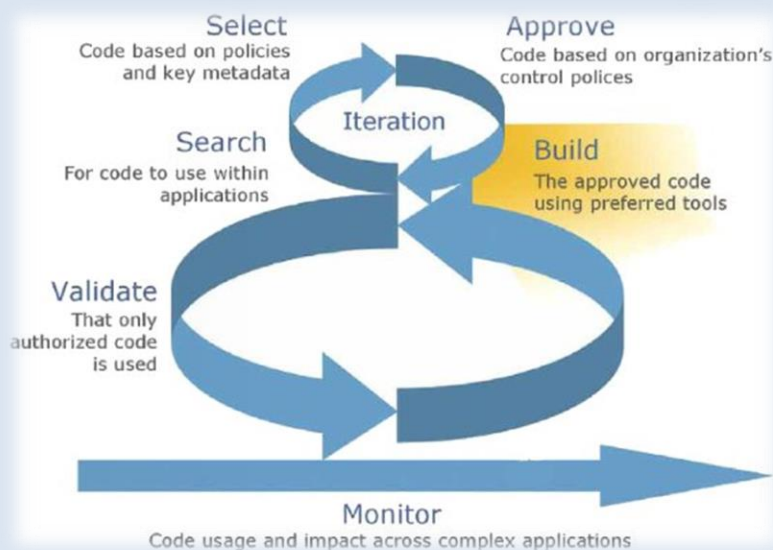 Select
Code based on policies
and key metadata
Approve
Code based on organization's
control polices
Iteration
Search
For code to use within
applications
Build
The approved code
using preferred tools
Validate
That only
authorized code
is used
Monitor
Code usage and impact across complex applications